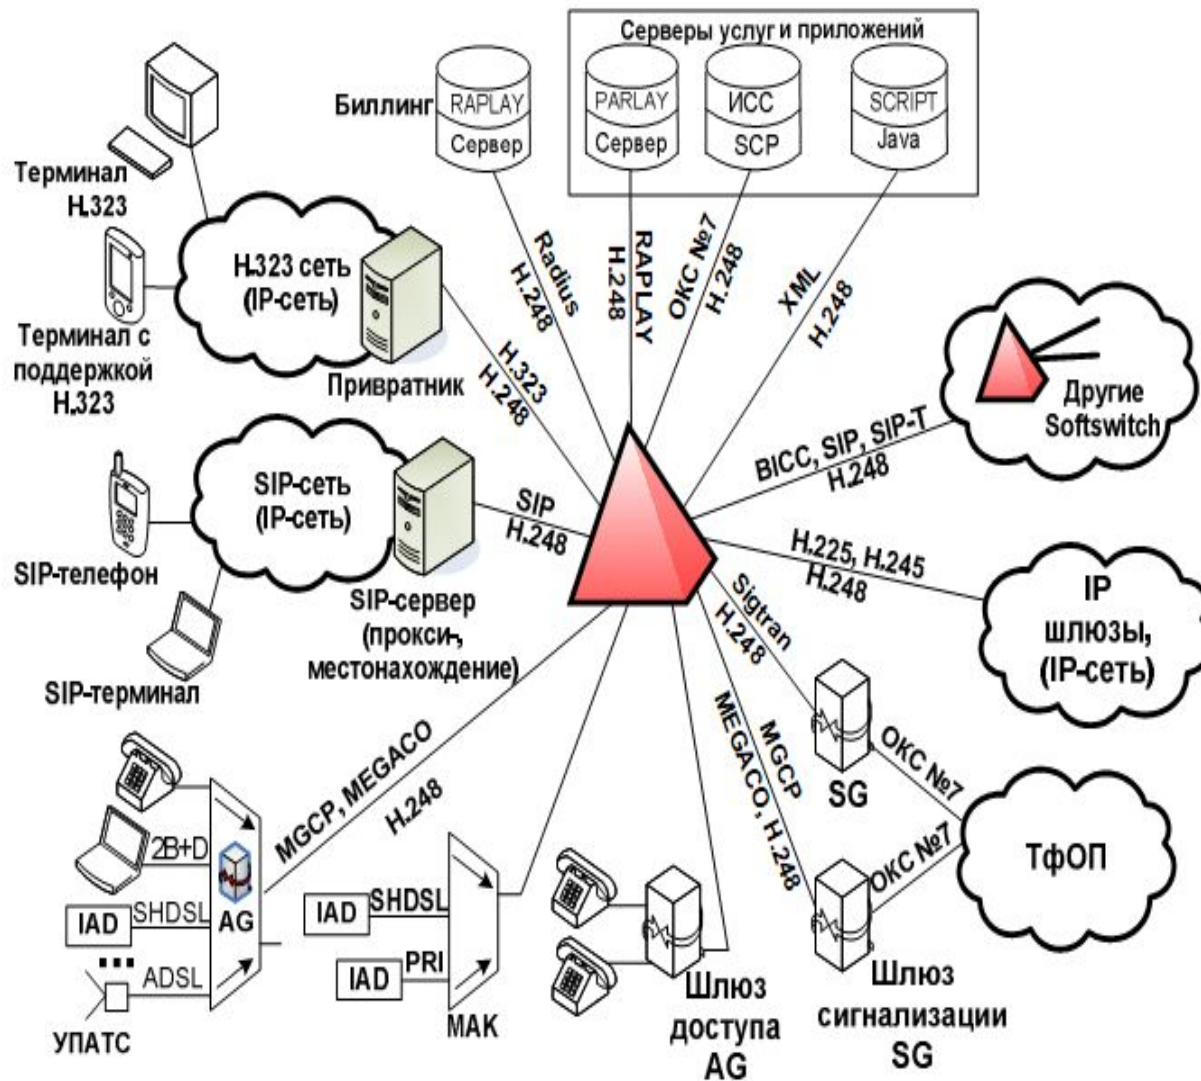 Серверы услуг и приложений
Биллинг
RAPLAY
Сервер
PARLAY
Сервер
ИСС
SCP
SCRIPT
Java
Терминал
H.323
H.323 сеть
(IP-сеть)
Терминал с
поддержкой
H.323
Привратник
Radius
H.248
RAPLAY
H.248
ОКС №7
H. 248
XML
H.248
H.323
H.248
BICC, SIP, SIP-T
H.248
Другие
Softswitch
SIP-сеть
(IP-сеть)
SIP
H.248
SIP-телефон
SIP-сервер
(прокси-,
местонахождение)
SIP-терминал
H.225, H.245
H.248
IP
шлюзы,
(IP-сеть)
Sigtran
H.248
MGCP
MEGACO, H.248
SG
ОКС №7
ОКС №7
ТфОП
MGCP, MEGACO
H.248
2B+D
AG
IAD
SHDSL
ADSL
УПАТС
IAD
SHDSL
IAD
PRI
МАК
Шлюз
доступа
AG
Шлюз
сигнализации
SG